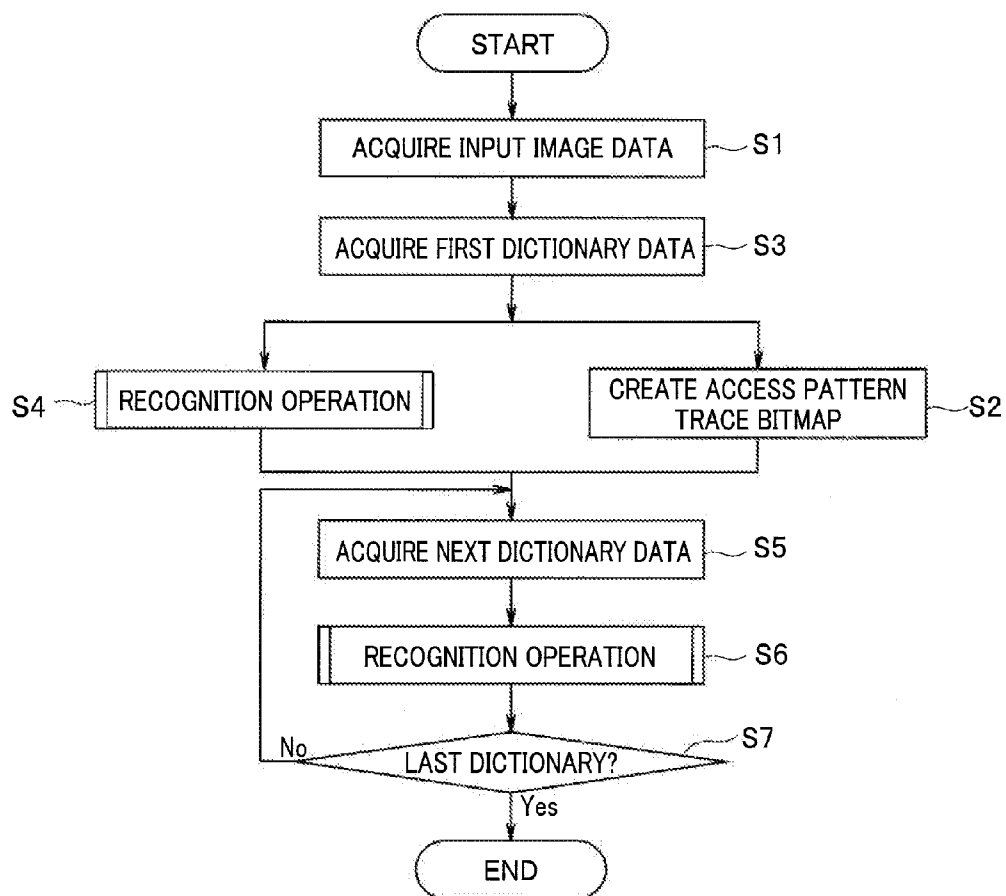 START
ACQUIRE INPUT IMAGE DATA
S1
ACQUIRE FIRST DICTIONARY DATA
S3
S4
RECOGNITION OPERATION
CREATE ACCESS PATTERN
TRACE BITMAP
S2
ACQUIRE NEXT DICTIONARY DATA
S5
RECOGNITION OPERATION
S6
S7
No
LAST DICTIONARY?
Yes
END